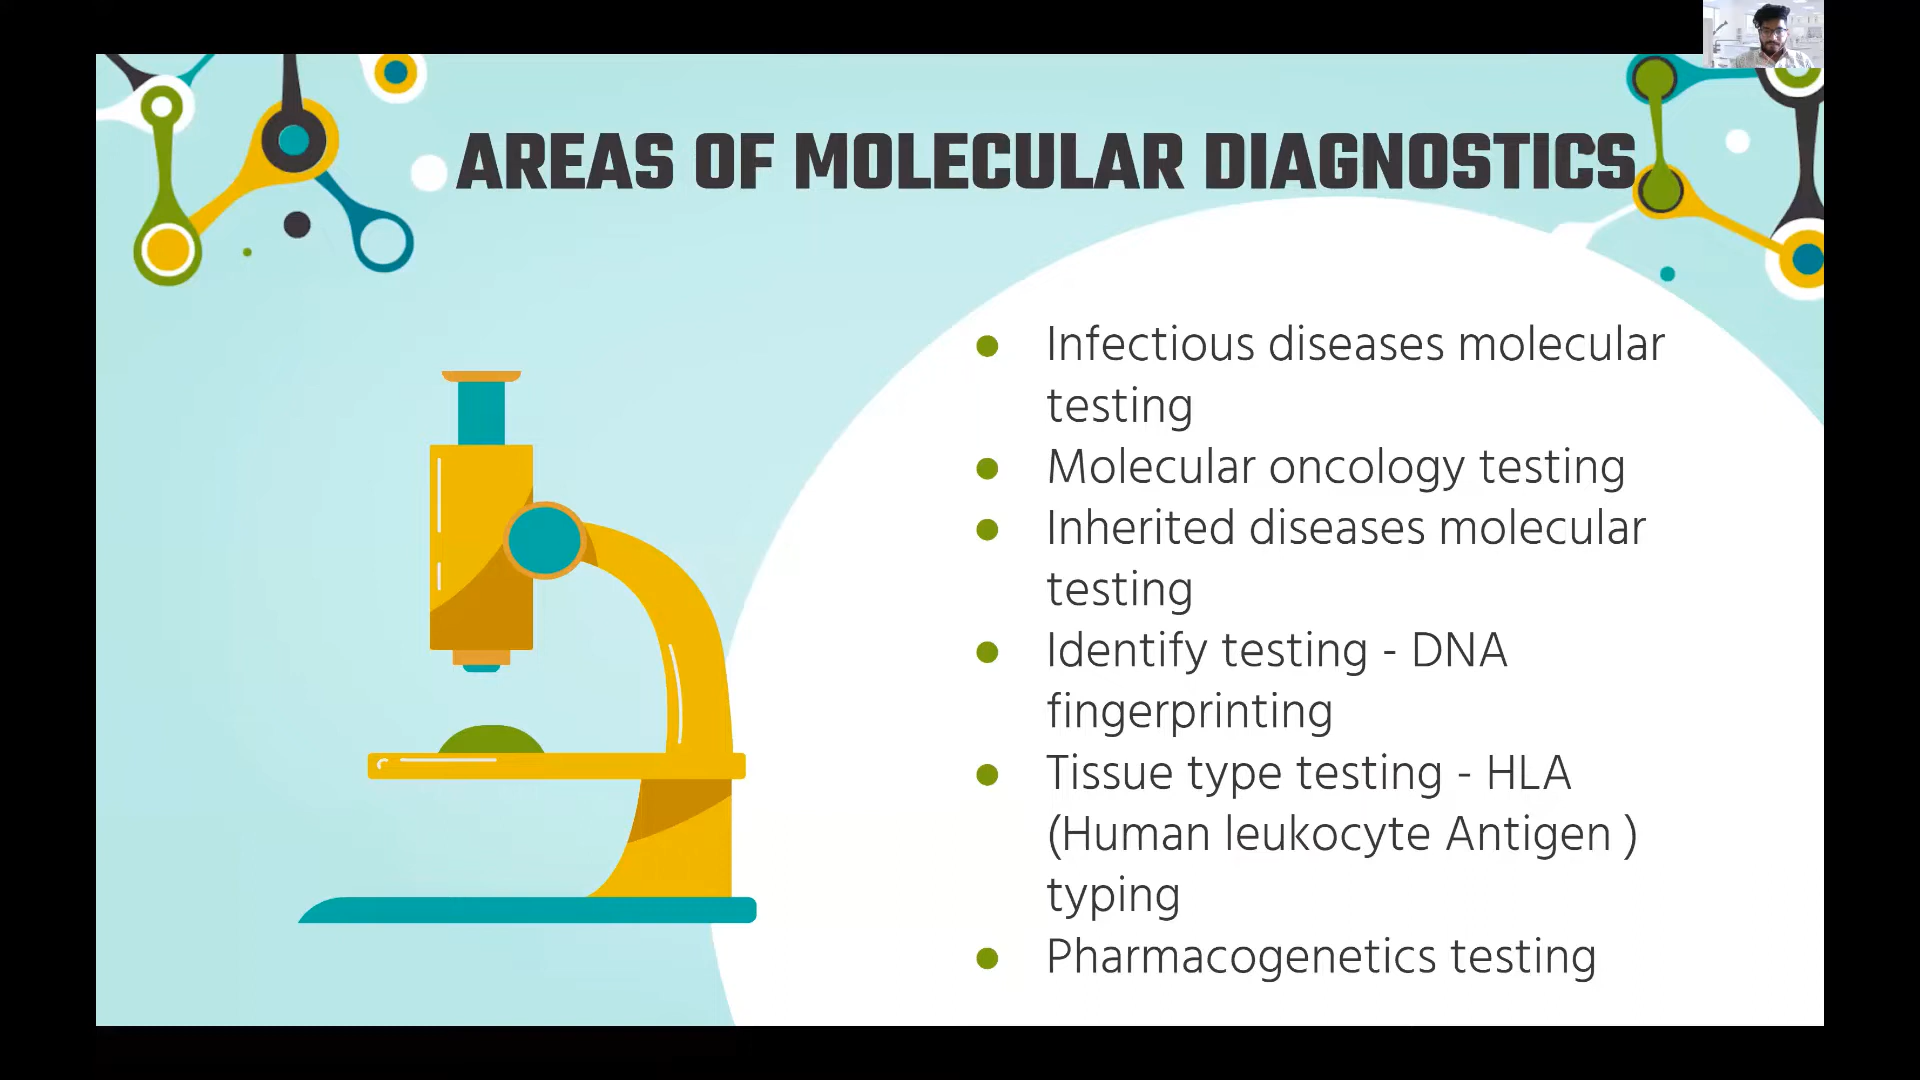 AREAS OF MOLECULAR DIAGNOSTICS
Infectious diseases molecular
testing
Molecular oncology testing
Inherited diseases molecular
testing
Identify testing - DNA
fingerprinting
Tissue type testing - HLA
(Human leukocyte Antigen )
typing
Pharmacogenetics testing